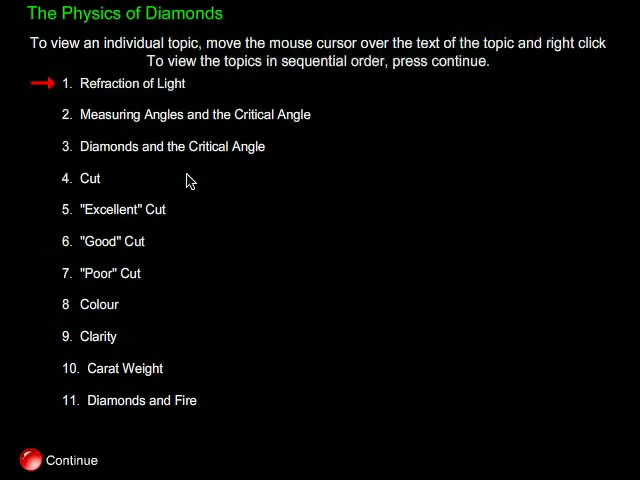 The Physics of Diamonds
To view an individual topic, move the mouse cursor over the text of the topic and right click
To view the topics in sequential order, press continue.
1. Refraction of Light
2. Measuring Angles and the Critical Angle
3. Diamonds and the Critical Angle
4. Cut
5. "Excellent" Cut
6. "Good" Cut
7. "Poor" Cut
8 Colour
9. Clarity
10. Carat Weight
11. Diamonds and Fire
Continue